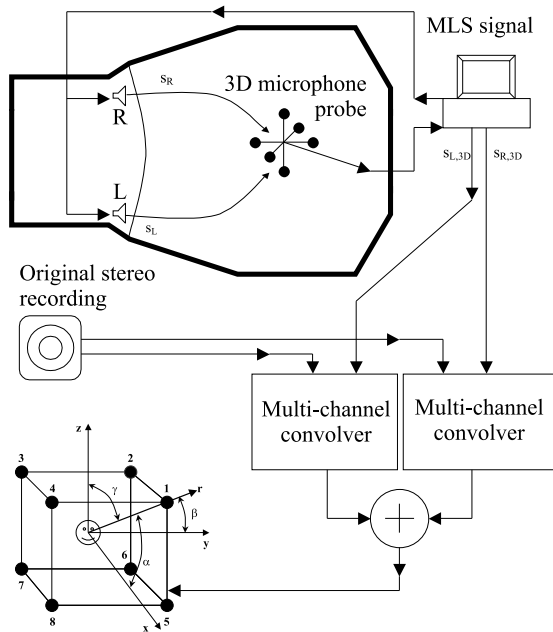 MLS signal
s_R
3D microphone
probe
R
L
s_L
s_L,3D
s_R,3D
Original stereo
recording
Multi-channel
convolver
Multi-channel
convolver
z
3
2
4
1
r
γ
β
y
α
6
7
8
x
5